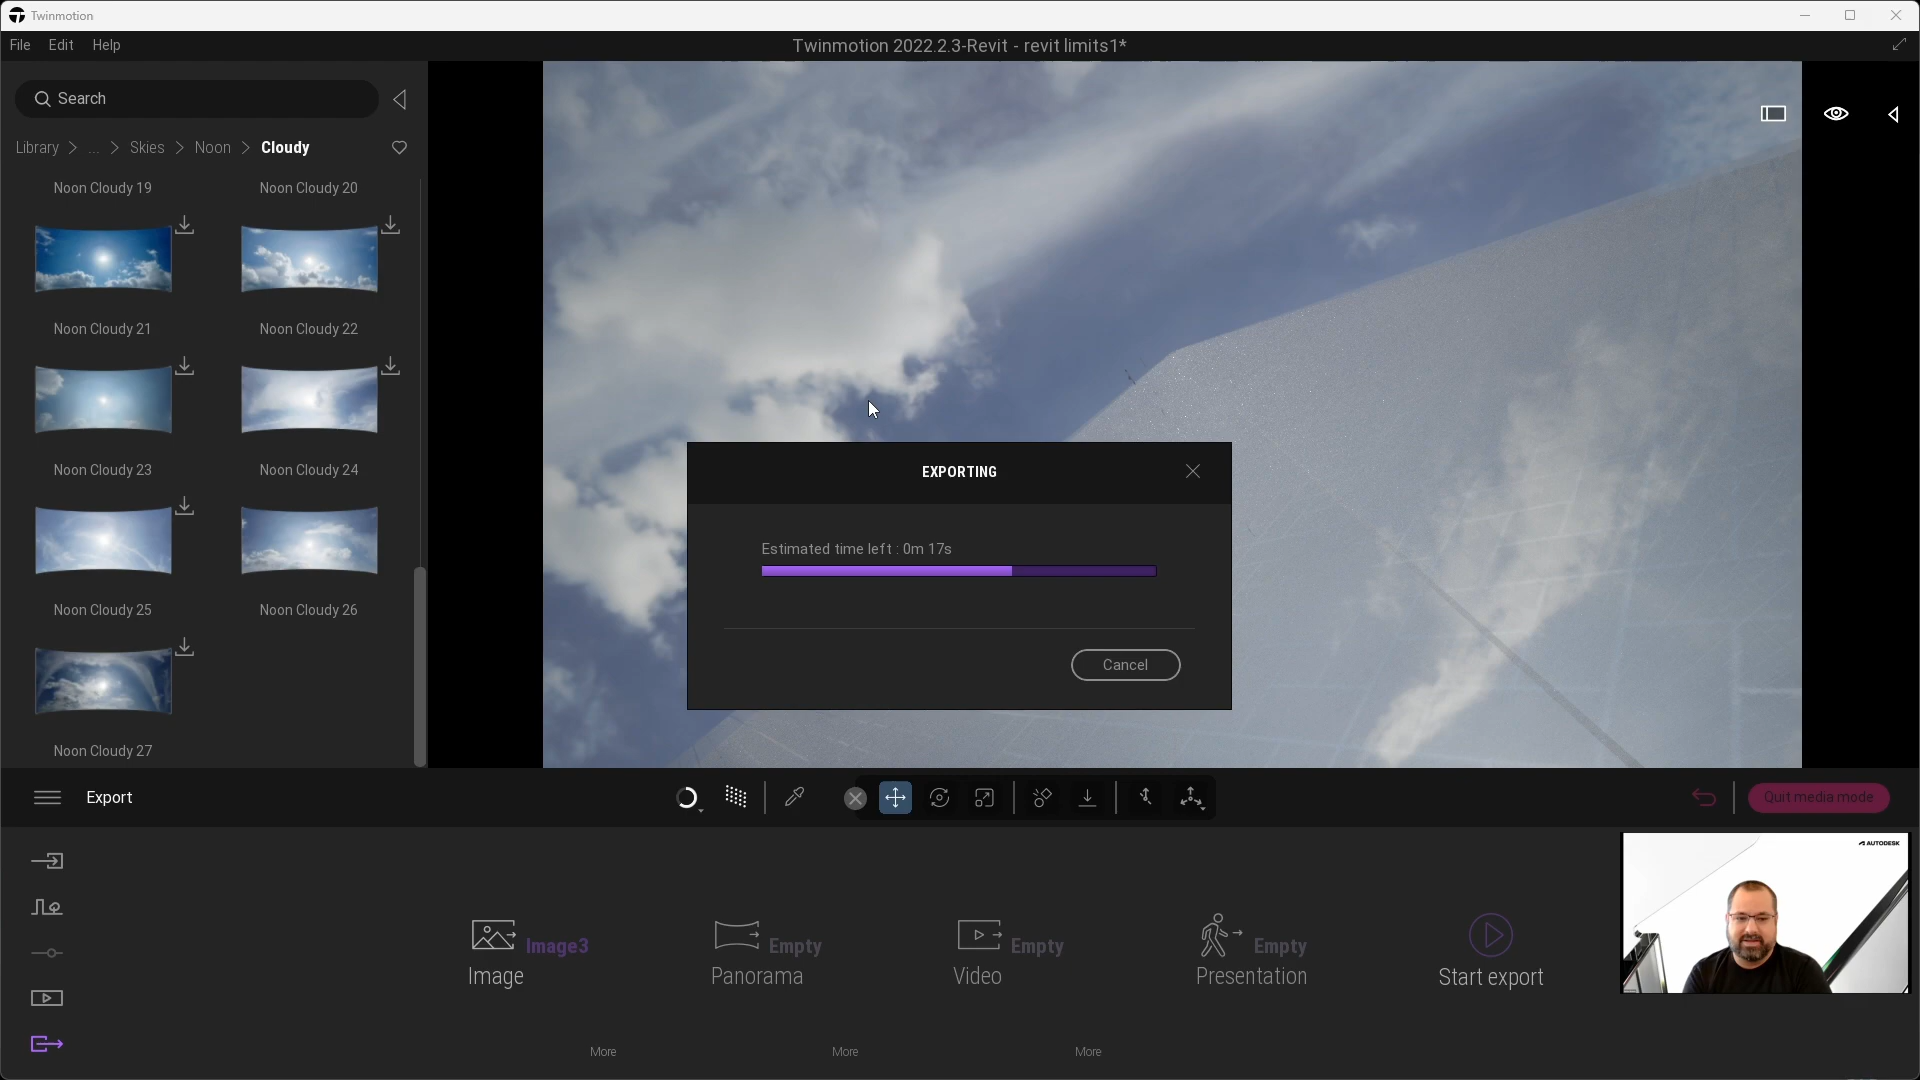 Twinmotion
File Edit Help
Twinmotion 2022.2.3-Revit - revit limits1*
Search
Library ... Skies Noon Cloudy
Noon Cloudy 19
Noon Cloudy 20
Noon Cloudy 21
Noon Cloudy 22
Noon Cloudy 23
Noon Cloudy 24
Noon Cloudy 25
Noon Cloudy 26
Noon Cloudy 27
EXPORTING
Estimated time left : 0m 17s
Cancel
Export
Quit media mode
AUTODESK
Image3
Image
Empty
Panorama
Empty
Video
Empty
Presentation
Start export
More
More
More